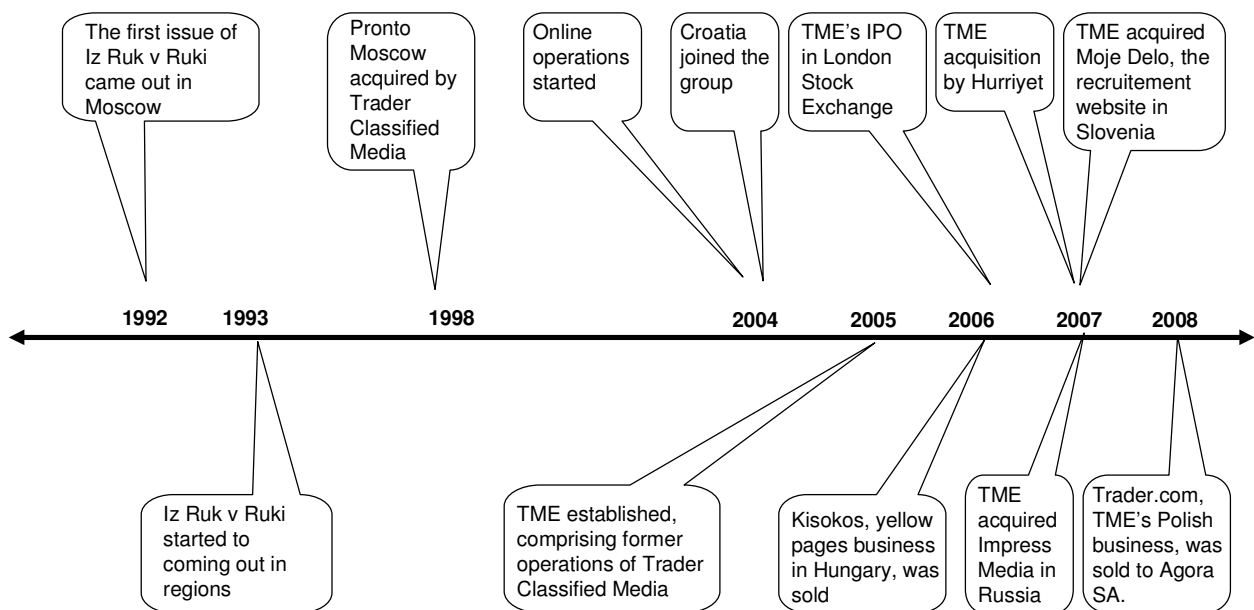 The first issue of
Iz Ruk v Ruki
came out in
Moscow
Pronto
Moscow
acquired by
Trader
Classified
Media
Online
operations
started
Croatia
joined the
group
TME's IPO
in London
Stock
Exchange
TME
acquisition
by Hurriyet
TME acquired
Moje Delo, the
recruitement
website in
Slovenia
1992 1993 1998 2004 2005 2006 2007 2008
Iz Ruk v Ruki
started to
coming out in
regions
TME established,
comprising former
operations of Trader
Classified Media
Kisokos, yellow
pages business
in Hungary, was
sold
TME
acquired
Impress
Media in
Russia
Trader.com,
TME's Polish
business, was
sold to Agora
SA.